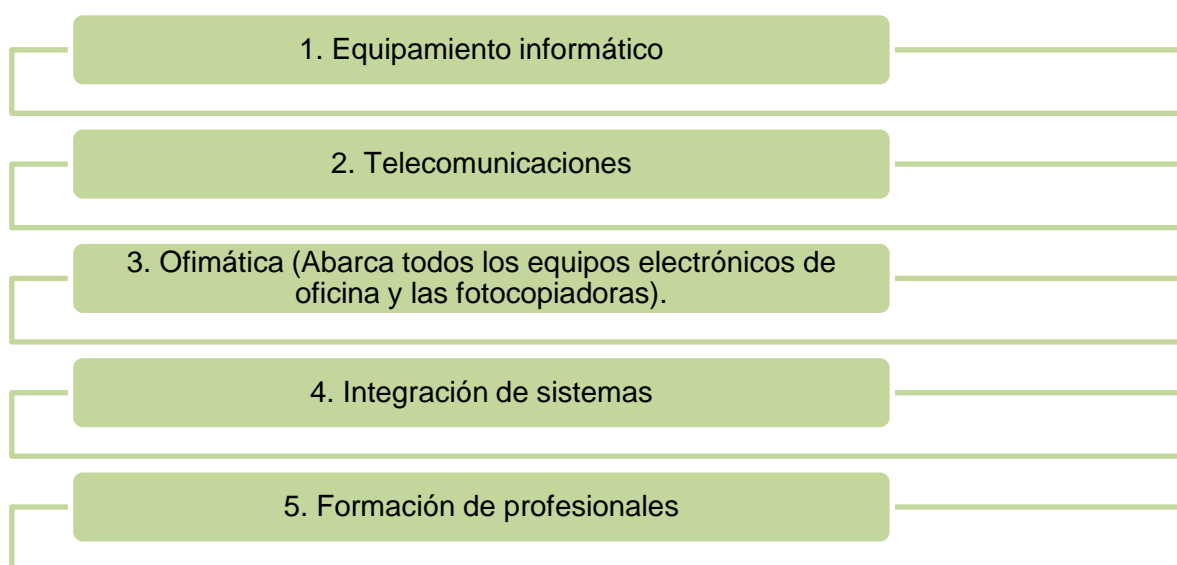 1. Equipamiento informático
2. Telecomunicaciones
3. Ofimática (Abarca todos los equipos electrónicos de
oficina y las fotocopiadoras).
4. Integración de sistemas
5. Formación de profesionales